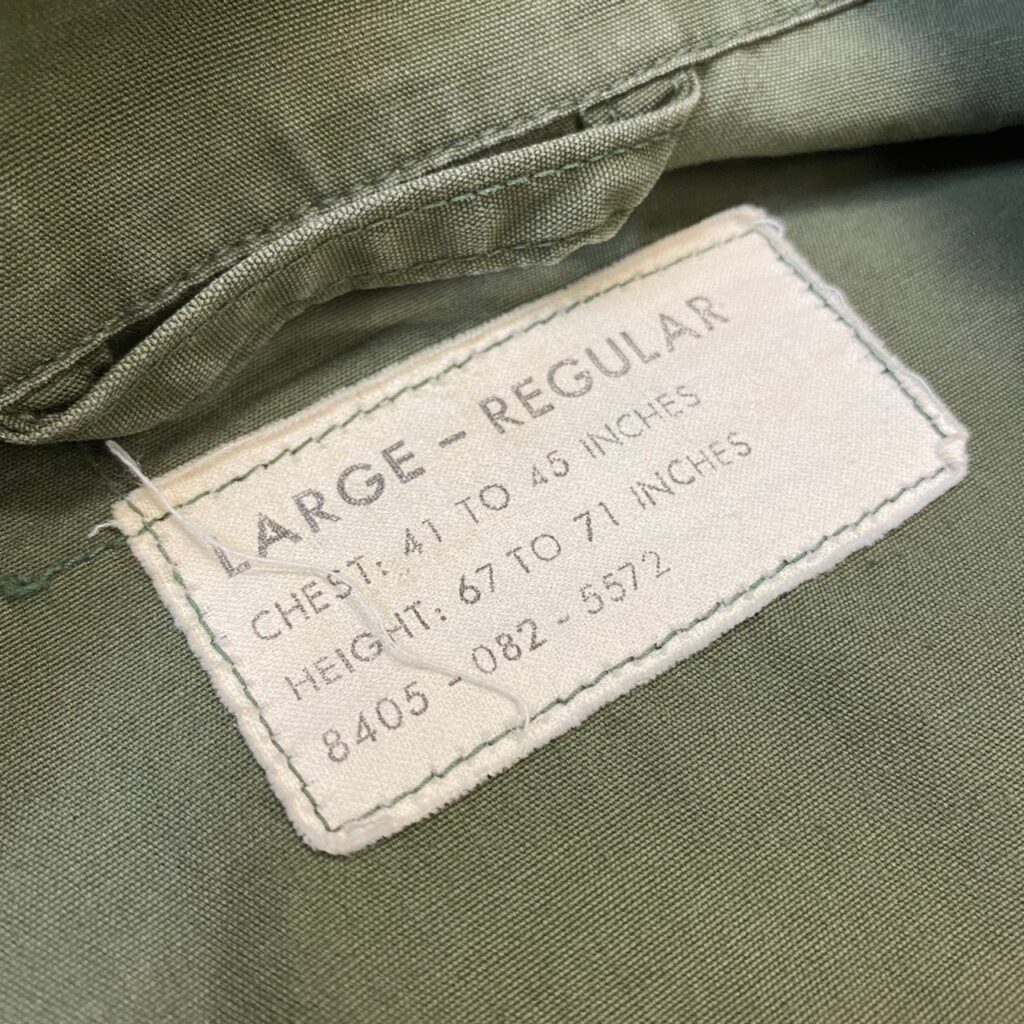 LARGE - REGULAR
CHEST: 41 TO 45 INCHES
HEIGHT: 67 TO 71 INCHES
8405 - 082 - 5572